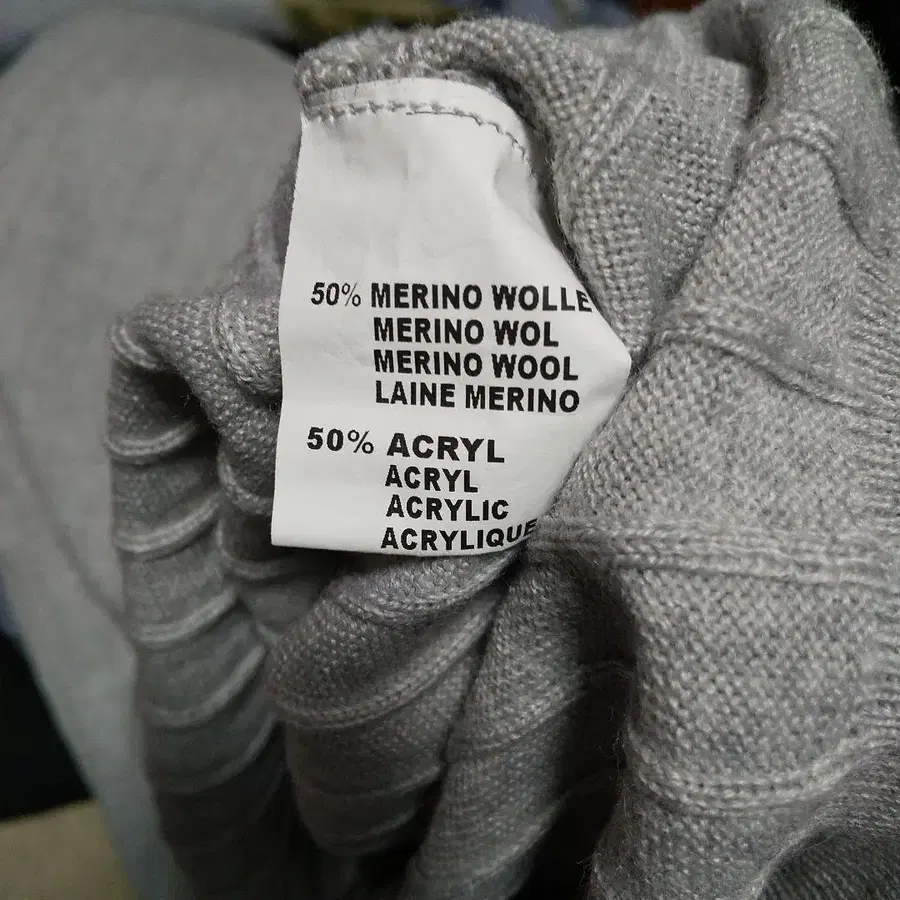 50% MERINO WOLLE
MERINO WOL
MERINO WOOL
LAINE MERINO
50% ACRYL
ACRYL
ACRYLIC
ACRYLIQUE